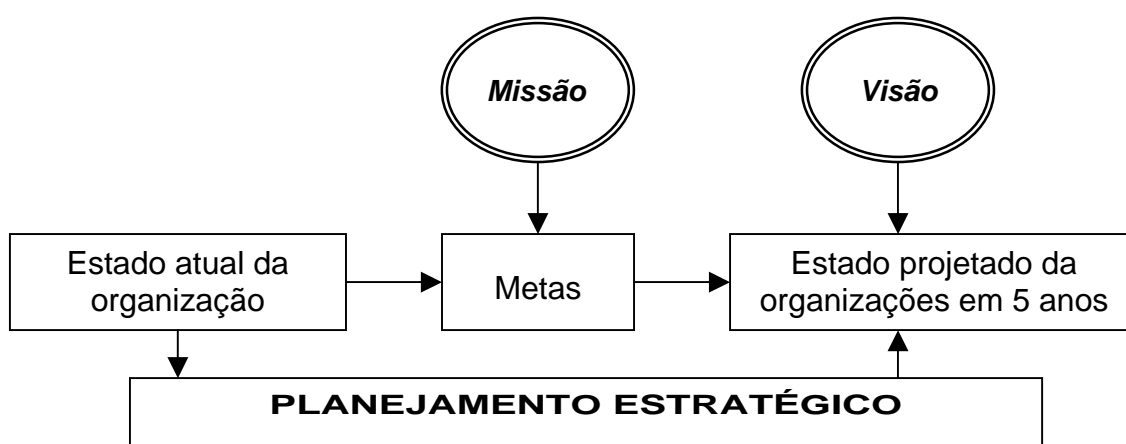 Missão
Visão
Estado atual da
organização
Metas
Estado projetado da
organizações em 5 anos
PLANEJAMENTO ESTRATÉGICO